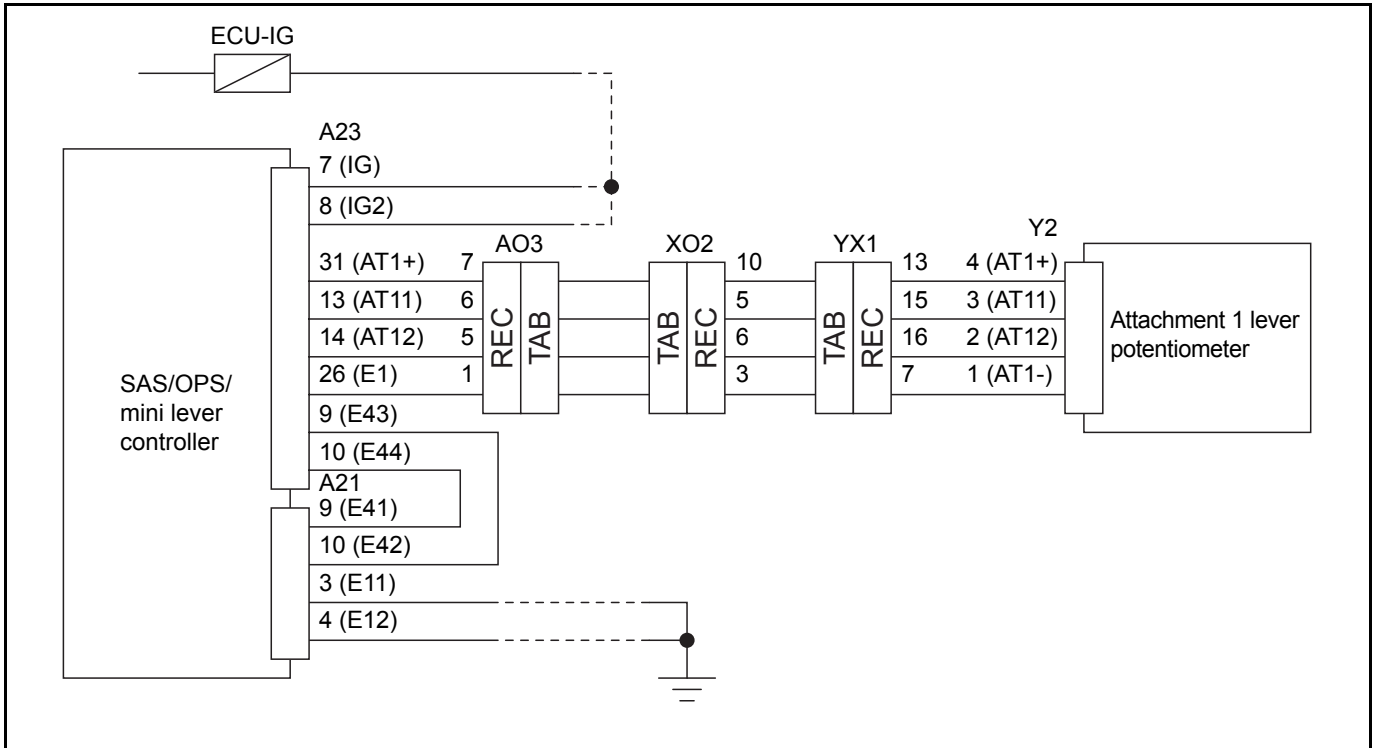 ECU-IG
A23
7 (IG)
8 (IG2)
AO3
XO2
YX1
Y2
31 (AT1+) 7
10
13
4 (AT1+)
13 (AT11) 6
5
15
3 (AT11)
14 (AT12) 5
6
16
2 (AT12)
26 (E1) 1
3
7
1 (AT1-)
REC
TAB
TAB
REC
TAB
REC
Attachment 1 lever
potentiometer
SAS/OPS/
mini lever
controller
9 (E43)
10 (E44)
A21
9 (E41)
10 (E42)
3 (E11)
4 (E12)